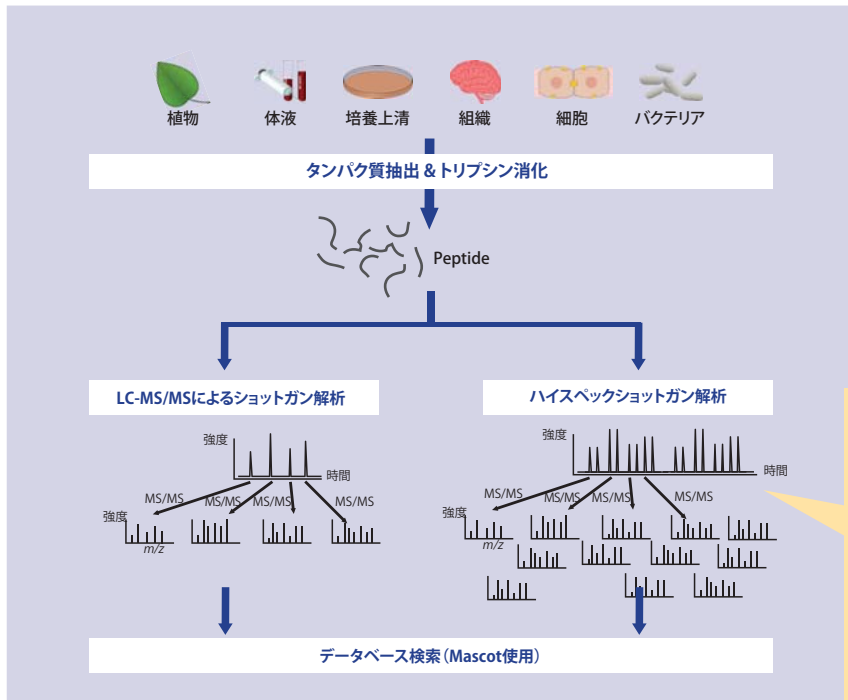 植物 体液 培養上清 組織 細胞 バクテリア
タンパク質抽出 & トリプシン消化
Peptide
LC-MS/MSによるショットガン解析
強度
時間
MS/MS MS/MS MS/MS MS/MS
強度
m/z
ハイスペックショットガン解析
強度
時間
MS/MS MS/MS MS/MS MS/MS
強度
m/z
データベース検索(Mascot使用)